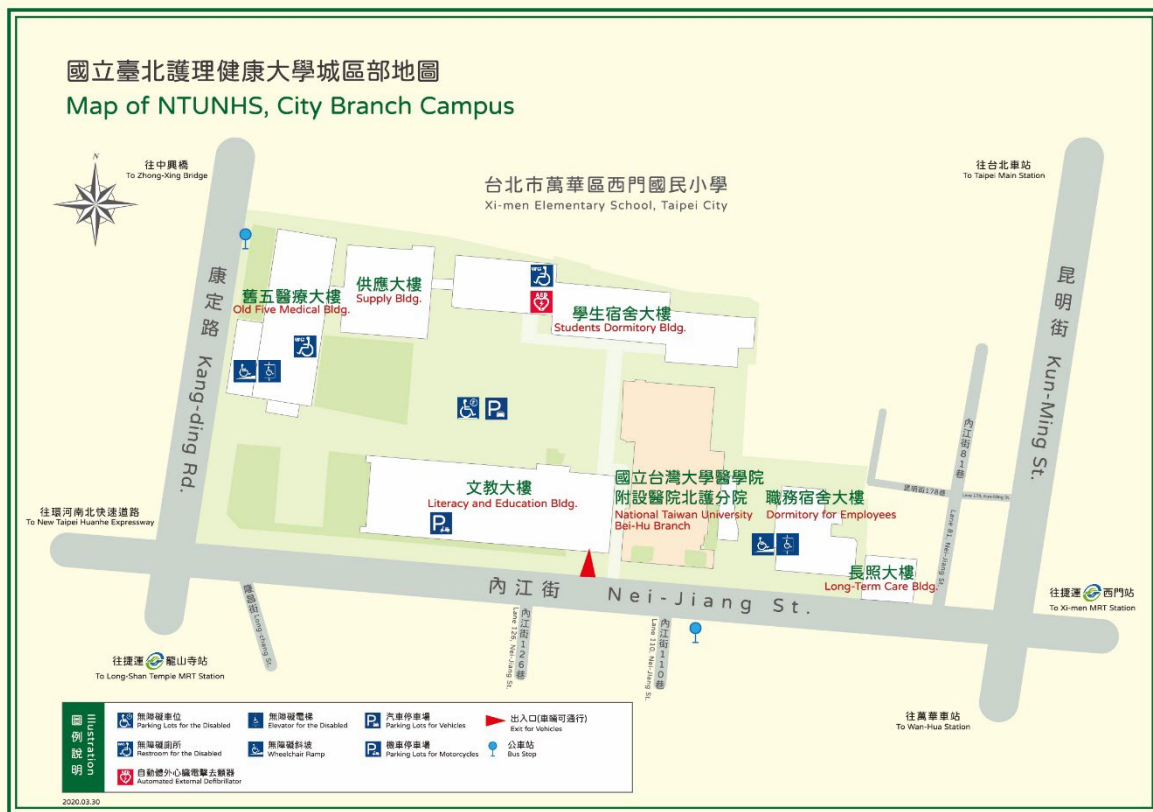 國立臺北護理健康大學城區部地圖
Map of NTUNHS, City Branch Campus
N
往中興橋
To Zhong-Xing Bridge
台北市萬華區西門國民小學
Xi-men Elementary School, Taipei City
往台北車站
To Taipei Main Station
康定路 Kang-ding Rd.
昆明街 Kun-Ming St.
舊五醫療大樓
Old Five Medical Bldg.
供應大樓
Supply Bldg.
學生宿舍大樓
Students Dormitory Bldg.
文教大樓
Literacy and Education Bldg.
國立台灣大學醫學院
附設醫院北護分院
National Taiwan University
Bei-Hu Branch
職務宿舍大樓
Dormitory for Employees
長照大樓
Long-Term Care Bldg.
內江街81巷
Lane 81, Nei-Jiang St.
昆明街178巷
Lane 178, Kun-Ming St.
往環河南北快速道路
To New Taipei Huanhe Expressway
內江街 Nei-Jiang St.
隆昌街 Long-chang St.
內江街126巷
Lane 126, Nei-Jiang St.
內江街110巷
Lane 110, Nei-Jiang St.
往捷運 西門站
To Xi-men MRT Station
往捷運 龍山寺站
To Long-Shan Temple MRT Station
往萬華車站
To Wan-Hua Station
圖例說明
Illustration
無障礙車位
Parking Lots for the Disabled
無障礙電梯
Elevator for the Disabled
汽車停車場
Parking Lots for Vehicles
出入口(車輛可通行)
Exit for Vehicles
無障礙廁所
Restroom for the Disabled
無障礙斜坡
Wheelchair Ramp
機車停車場
Parking Lots for Motorcycles
公車站
Bus Stop
自動體外心臟電擊去顫器
Automated External Defibrillator
2020.03.30